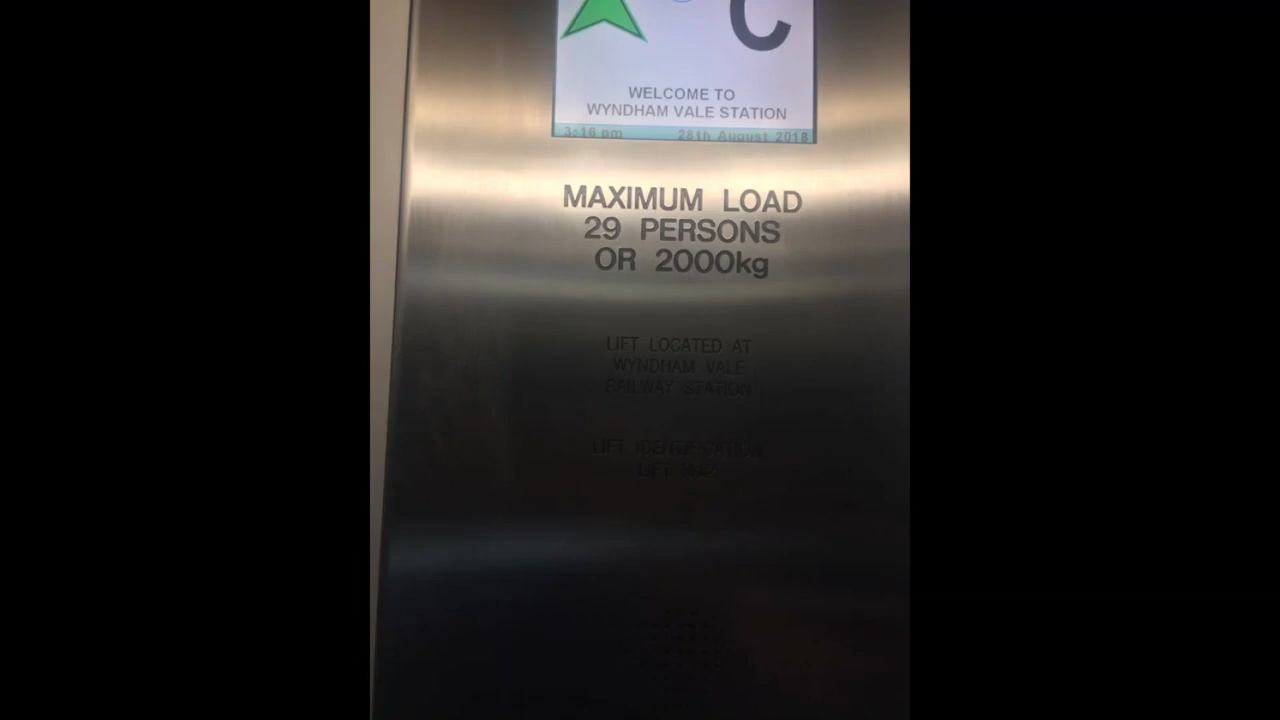 C
WELCOME TO
WYNDHAM VALE STATION
3:16 pm 28th August 2018
MAXIMUM LOAD
29 PERSONS
OR 2000kg
LIFT LOCATED AT
WYNDHAM VALE
RAILWAY STATION
LIFT IDENTIFICATION
LIFT